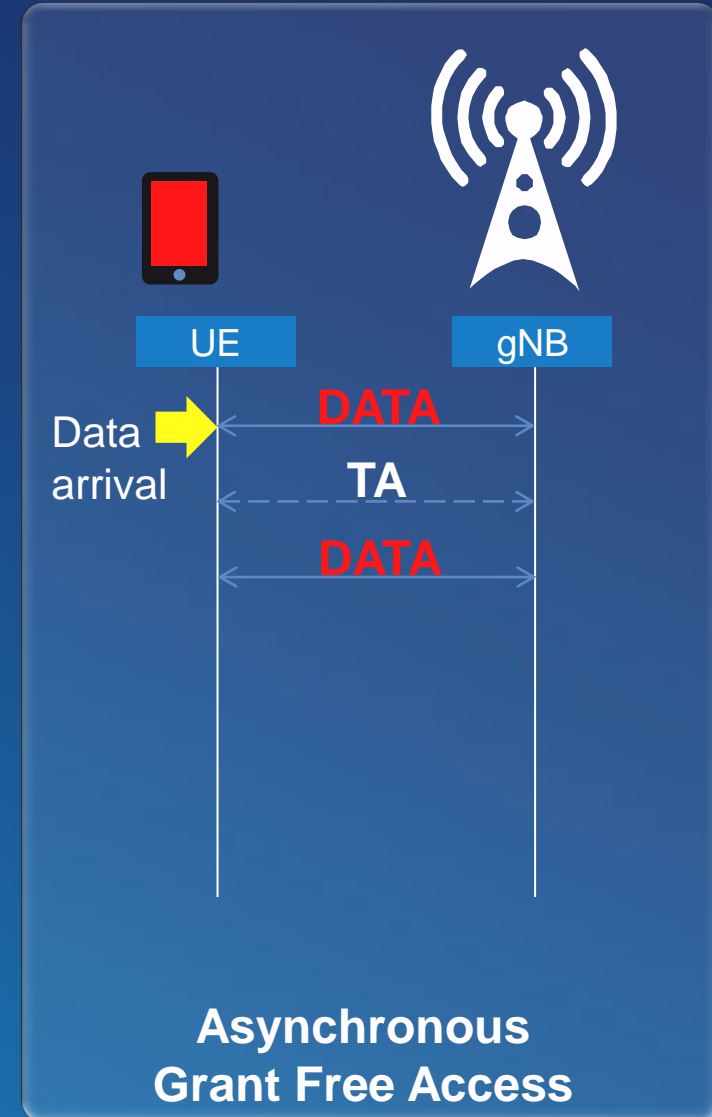 UE
gNB
DATA
Data
arrival
TA
DATA
Asynchronous
Grant Free Access